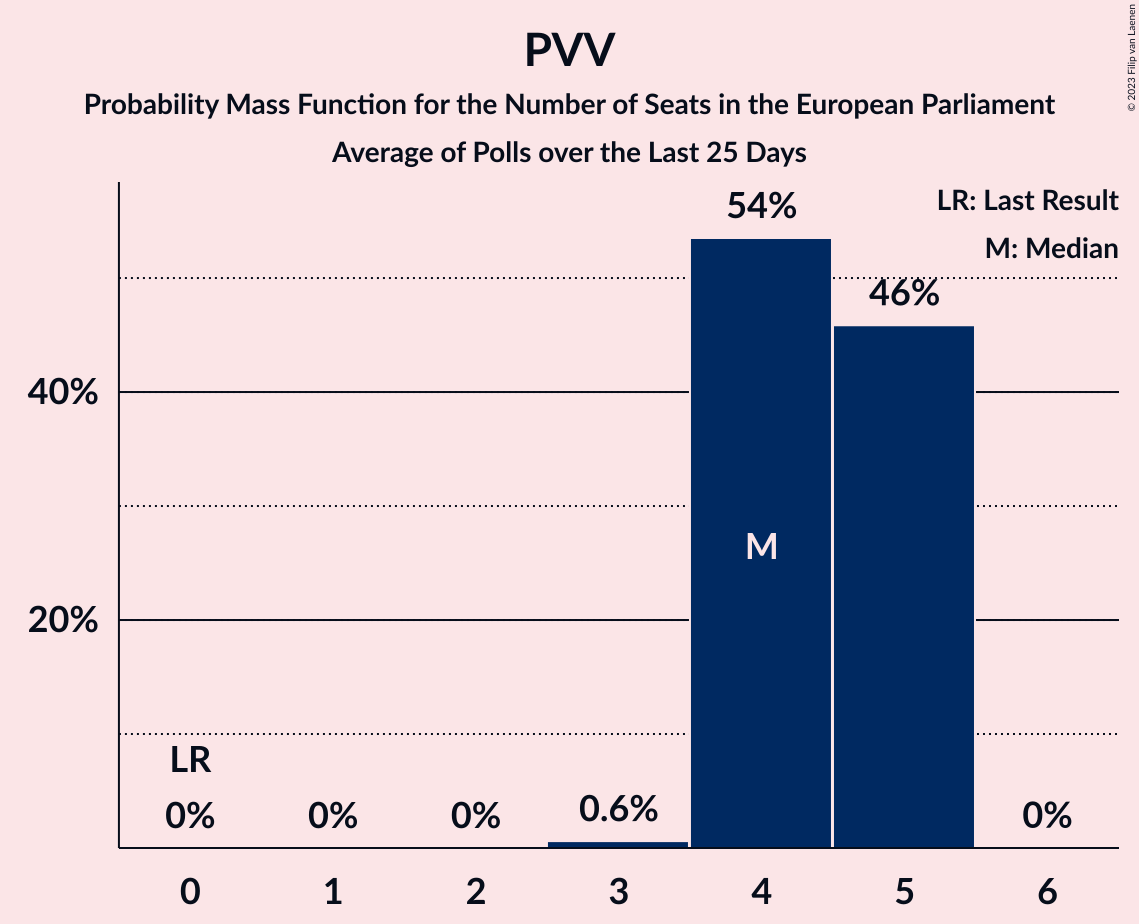 PVV
Probability Mass Function for the Number of Seats in the European Parliament
Average of Polls over the Last 25 Days
© 2023 Filip van Laenen
LR: Last Result
M: Median
54%
46%
40%
M
20%
LR
0%
0%
0%
0.6%
0%
0
1
2
3
4
5
6